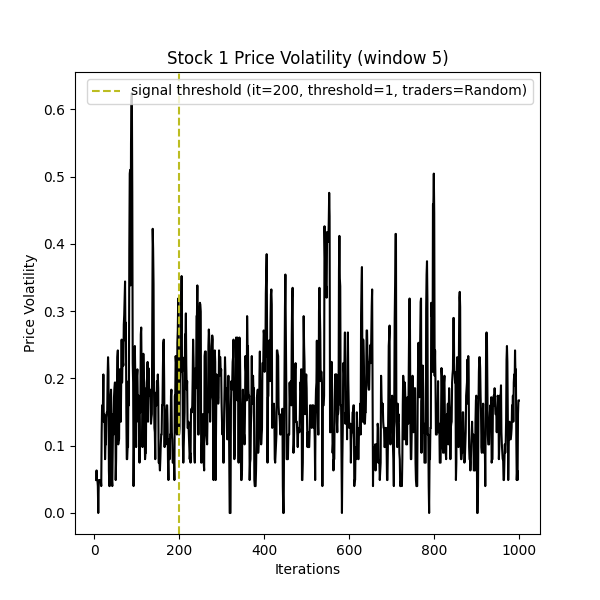 Stock 1 Price Volatility (window 5)
signal threshold (it=200, threshold=1, traders=Random)
Price Volatility
0.6
0.5
0.4
0.3
0.2
0.1
0.0
0 200 400 600 800 1000
Iterations